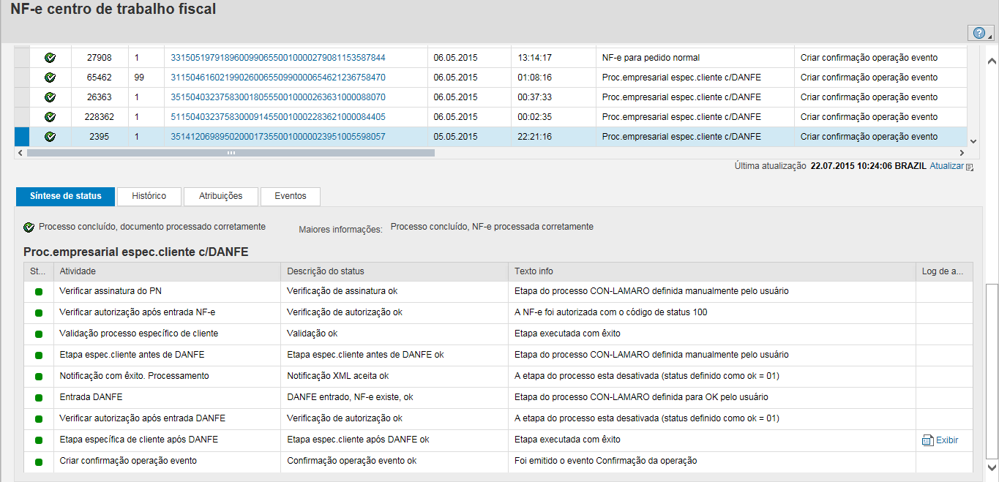 NF-e centro de trabalho fiscal
27908 1 33150519791896009906550010000279081153587844 06.05.2015 13:14:17 NF-e para pedido normal Criar confirmação operação evento
65462 99 31150461602199026006550990000654621236758470 06.05.2015 01:08:16 Proc.empresarial espec.cliente c/DANFE Criar confirmação operação evento
26363 1 35150403237583001805550010000263631000088070 06.05.2015 00:37:33 Proc.empresarial espec.cliente c/DANFE Criar confirmação operação evento
228362 1 51150403237583000914550010002283621000084405 06.05.2015 00:02:35 Proc.empresarial espec.cliente c/DANFE Criar confirmação operação evento
2395 1 35141206989502000173550010000023951005598057 05.05.2015 22:21:16 Proc.empresarial espec.cliente c/DANFE Criar confirmação operação evento
Última atualização 22.07.2015 10:24:06 BRAZIL Atualizar
Síntese de status Histórico Atribuições Eventos
Processo concluído, documento processado corretamente Maiores informações: Processo concluído, NF-e processada corretamente
Proc.empresarial espec.cliente c/DANFE
St... Atividade Descrição do status Texto info Log de a...
Verificar assinatura do PN Verificação de assinatura ok Etapa do processo CON-LAMARO definida manualmente pelo usuário
Verificar autorização após entrada NF-e Verificação de autorização ok A NF-e foi autorizada com o código de status 100
Validação processo específico de cliente Validação ok Etapa executada com êxito
Etapa espec.cliente antes de DANFE Etapa espec.cliente antes de DANFE ok Etapa do processo CON-LAMARO definida manualmente pelo usuário
Notificação com êxito. Processamento Notificação XML aceita ok A etapa do processo esta desativada (status definido como ok = 01)
Entrada DANFE DANFE entrado, NF-e existe, ok Etapa do processo CON-LAMARO definida para OK pelo usuário
Verificar autorização após entrada DANFE Verificação de autorização ok A etapa do processo esta desativada (status definido como ok = 01)
Etapa específica de cliente após DANFE Etapa espec.cliente após DANFE ok Etapa executada com êxito Exibir
Criar confirmação operação evento Confirmação operação evento ok Foi emitido o evento Confirmação da operação